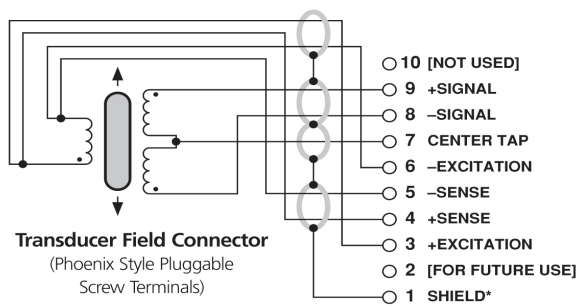 10 [NOT USED]
9 +SIGNAL
8 –SIGNAL
7 CENTER TAP
6 –EXCITATION
5 –SENSE
4 +SENSE
3 +EXCITATION
2 [FOR FUTURE USE]
1 SHIELD*
Transducer Field Connector
(Phoenix Style Pluggable
Screw Terminals)